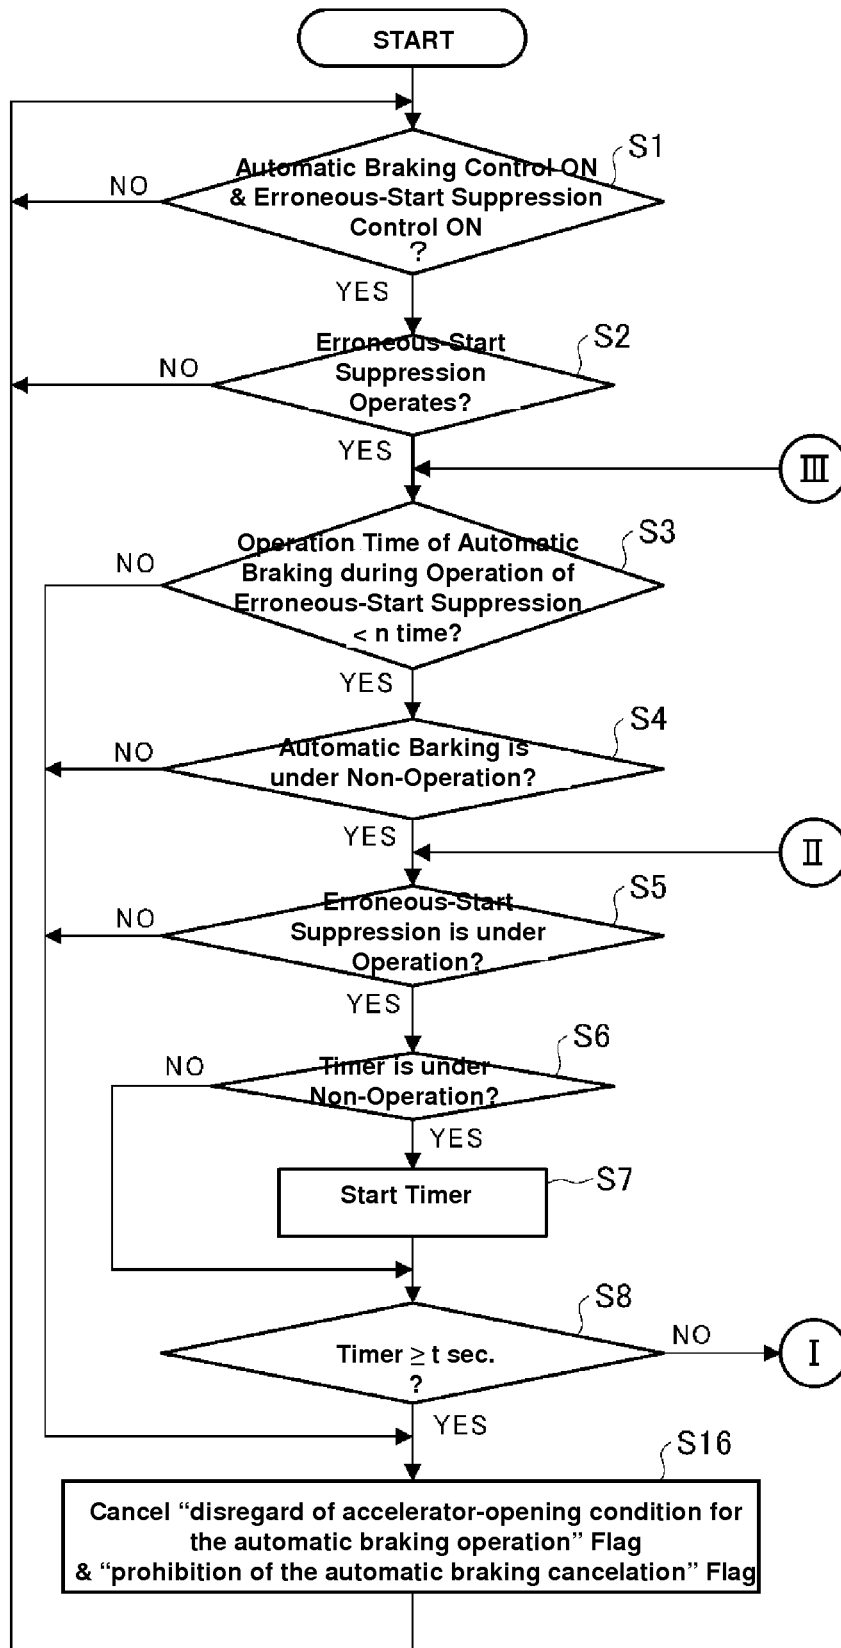 START
S1
Automatic Braking Control ON
& Erroneous-Start Suppression
Control ON
?
NO
YES
S2
Erroneous-Start
Suppression
Operates?
NO
YES
III
S3
Operation Time of Automatic
Braking during Operation of
Erroneous-Start Suppression
< n time?
NO
YES
S4
Automatic Barking is
under Non-Operation?
NO
YES
II
S5
Erroneous-Start
Suppression is under
Operation?
NO
YES
S6
Timer is under
Non-Operation?
NO
YES
S7
Start Timer
S8
Timer ≥ t sec.
?
NO
I
YES
S16
Cancel “disregard of accelerator-opening condition for
the automatic braking operation” Flag
& “prohibition of the automatic braking cancelation” Flag